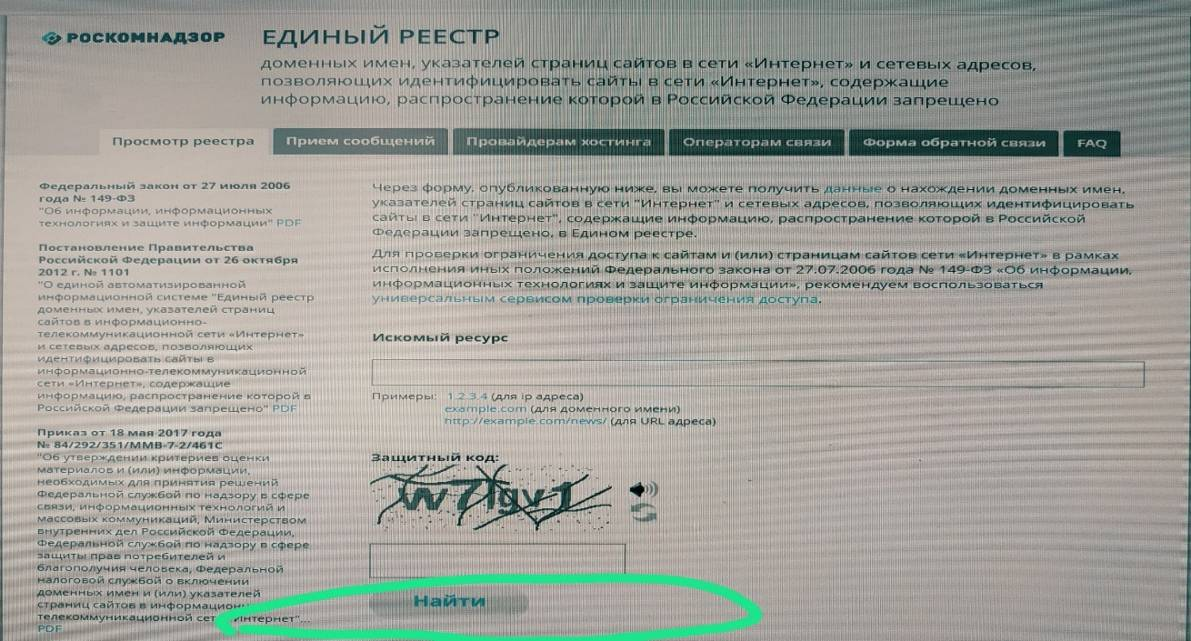 РОСКОМНАДЗОР
ЕДИНЫЙ РЕЕСТР
доменных имен, указателей страниц сайтов в сети «Интернет» и сетевых адресов,
позволяющих идентифицировать сайты в сети «Интернет», содержащие
информацию, распространение которой в Российской Федерации запрещено
Просмотр реестра
Прием сообщений
Провайдерам хостинга
Операторам связи
Форма обратной связи
FAQ
Федеральный закон от 27 июля 2006
года № 149-ФЗ
"Об информации, информационных
технологиях и защите информации" PDF
Постановление Правительства
Российской Федерации от 26 октября
2012 г. № 1101
"О единой автоматизированной
информационной системе "Единый реестр
доменных имен, указателей страниц
сайтов в информационно-
телекоммуникационной сети «Интернет»
и сетевых адресов, позволяющих
идентифицировать сайты в
информационно-телекоммуникационной
сети «Интернет», содержащие
информацию, распространение которой в
Российской Федерации запрещено" PDF
Приказ от 18 мая 2017 года
№ 84/292/351/ММВ-7-2/461С
"Об утверждении критериев оценки
материалов и (или) информации,
необходимых для принятия решений
Федеральной службой по надзору в сфере
связи, информационных технологий и
массовых коммуникаций, Министерством
внутренних дел Российской Федерации,
Федеральной службой по надзору в сфере
защиты прав потребителей и
благополучия человека, Федеральной
налоговой службой о включении
доменных имен и (или) указателей
страниц сайтов в
телекоммуникационной Интернет"...
PDF
Через форму, опубликованную ниже, вы можете получить данные о нахождении доменных имен,
указателей страниц сайтов в сети "Интернет" и сетевых адресов, позволяющих идентифицировать
сайты в сети "Интернет", содержащие информацию, распространение которой в Российской
Федерации запрещено, в Едином реестре.
Для проверки ограничения доступа к сайтам и (или) страницам сайтов сети «Интернет» в рамках
исполнения иных положений Федерального закона от 27.07.2006 года № 149-ФЗ «Об информации,
информационных технологиях и защите информации», рекомендуем воспользоваться
универсальным сервисом проверки ограничения доступа.
Искомый ресурс
Примеры: 1.2.3.4 (для ip адреса)
example.com (для доменного имени)
http://example.com/news/ (для URL адреса)
Защитный код:
Найти